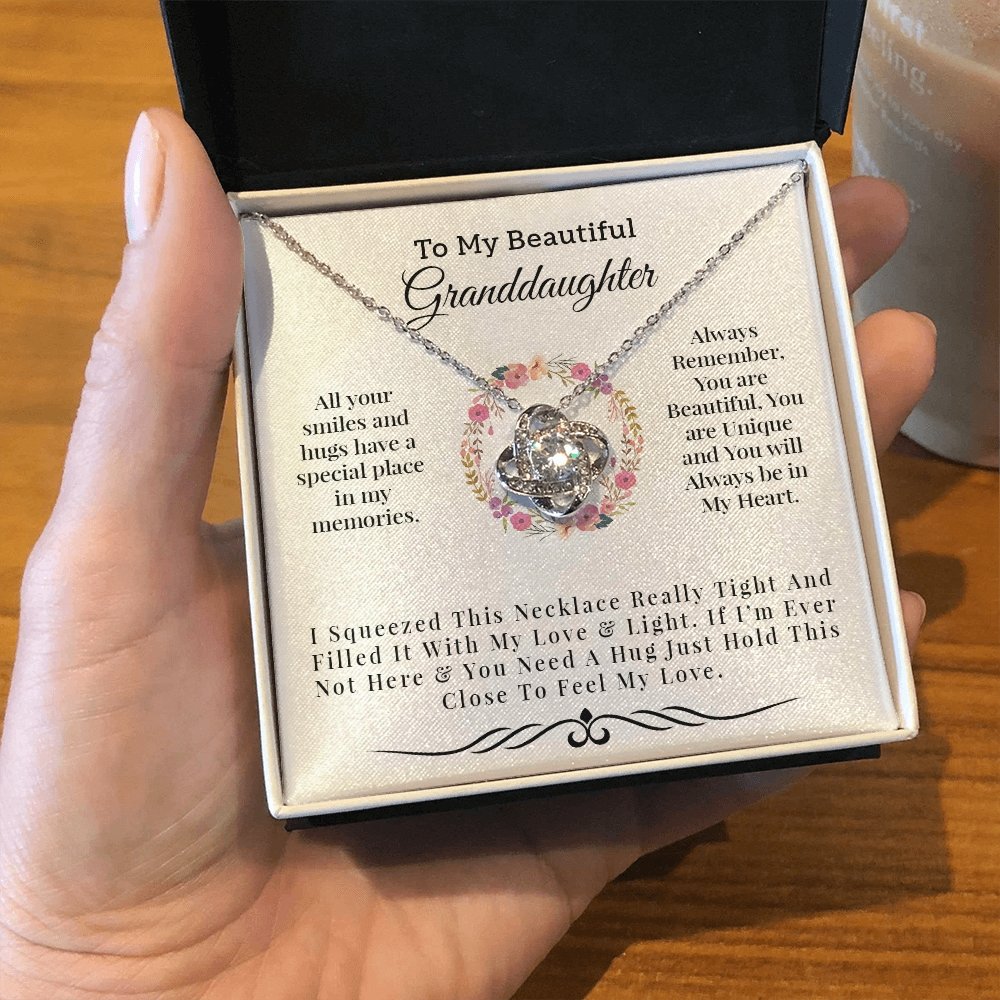 To My Beautiful
Granddaughter
All your
smiles and
hugs have a
special place
in my
memories.
Always
Remember,
You are
Beautiful, You
are Unique
and You will
Always be in
My Heart.
I Squeezed This Necklace Really Tight And
Filled It With My Love & Light. If I'm Ever
Not Here & You Need A Hug Just Hold This
Close To Feel My Love.
your day